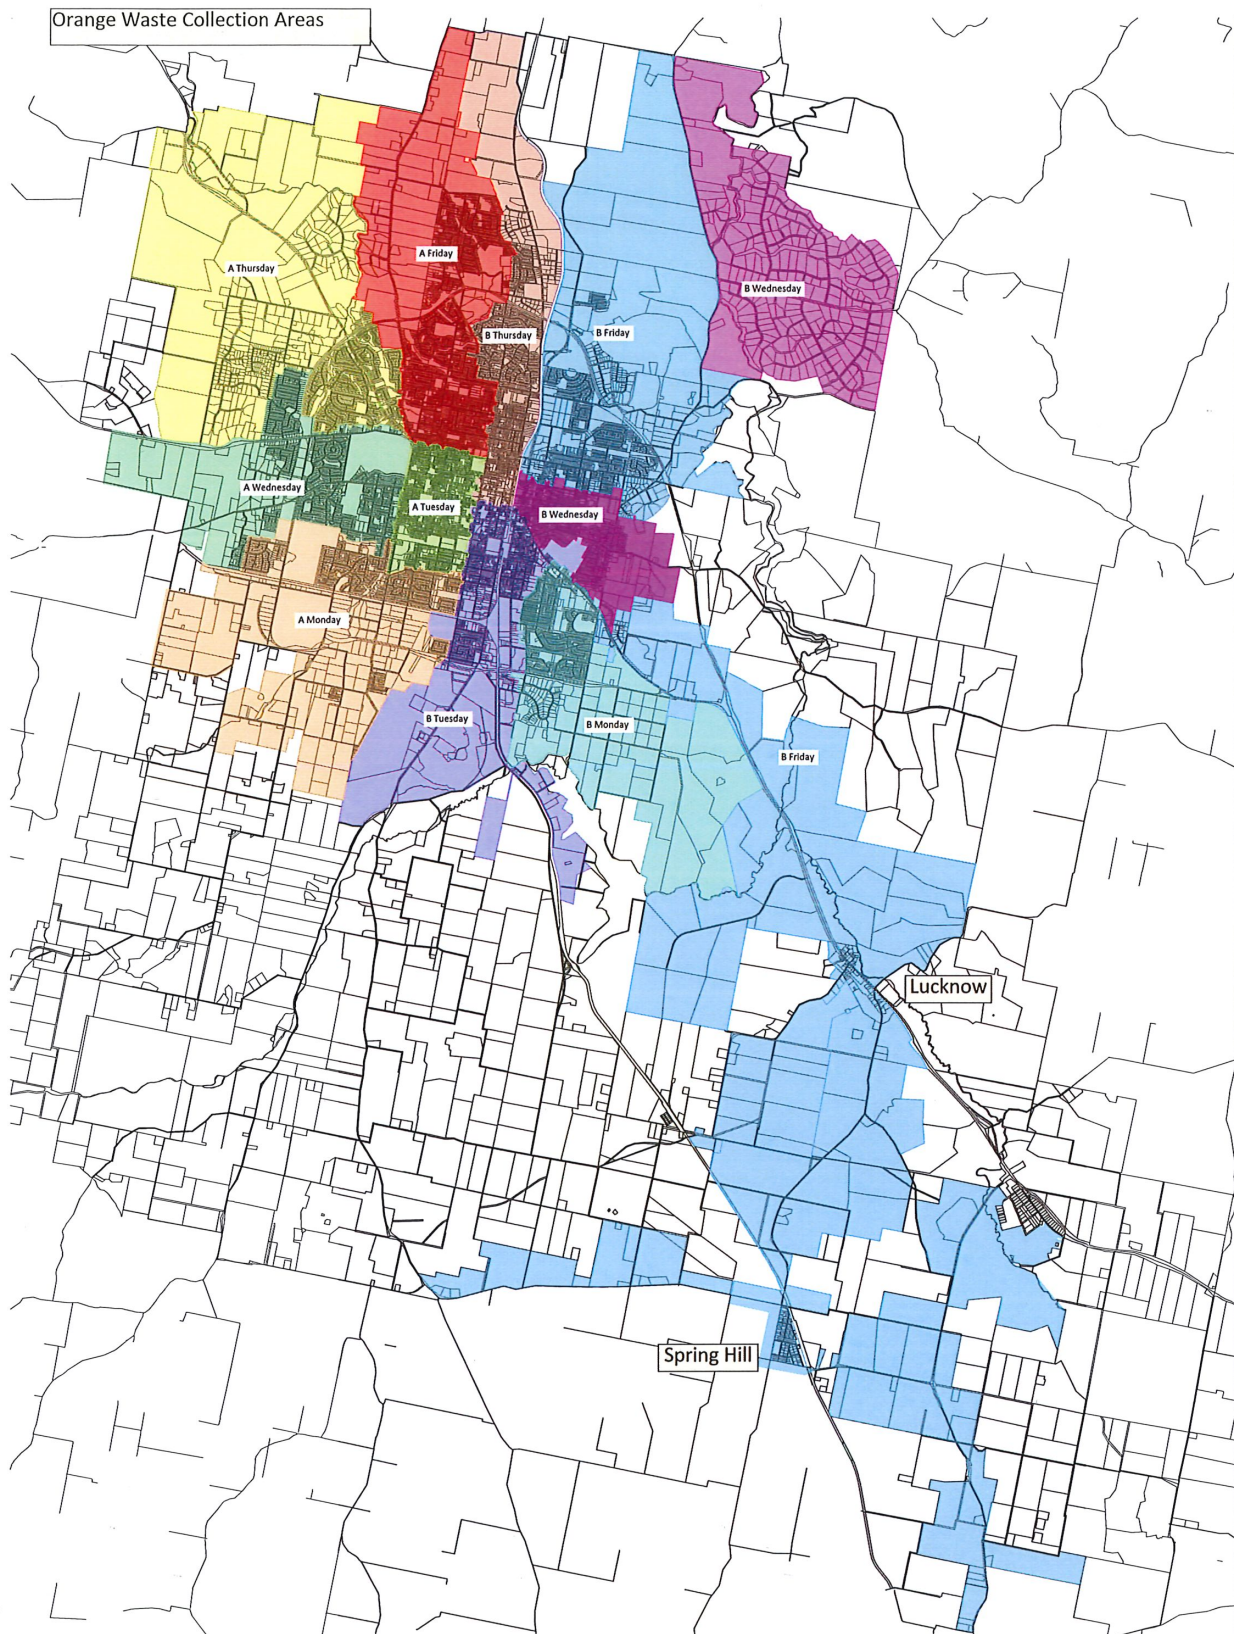 Orange Waste Collection Areas
A Friday
A Thursday
B Wednesday
B Thursday
B Friday
A Wednesday
A Tuesday
B Wednesday
A Monday
B Tuesday
B Monday
B Friday
Lucknow
Spring Hill